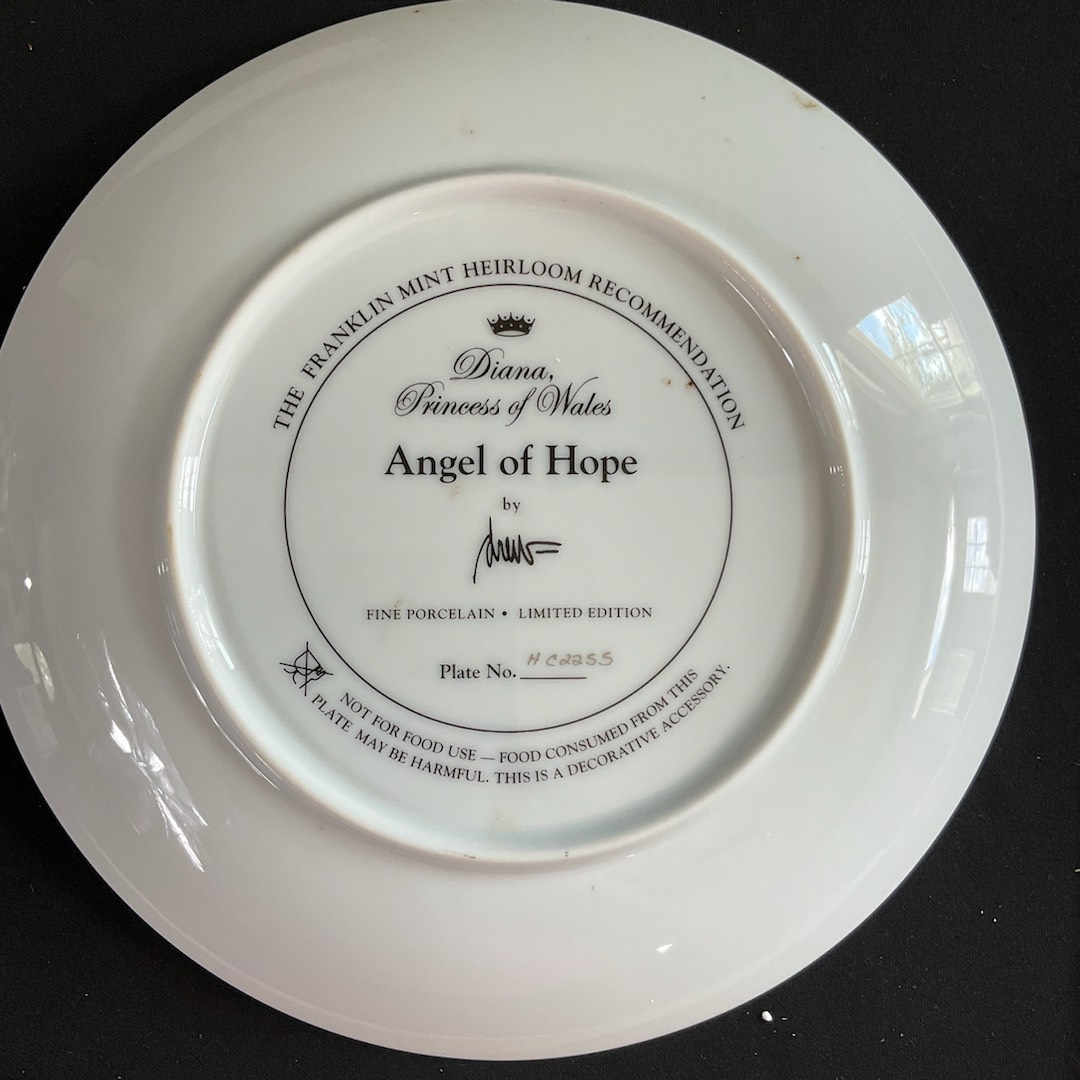 THE FRANKLIN MINT HEIRLOOM RECOMMENDATION
Diana,
Princess of Wales
Angel of Hope
by
Drew
FINE PORCELAIN • LIMITED EDITION
Plate No. HC2255
NOT FOR FOOD USE — FOOD CONSUMED FROM THIS
PLATE MAY BE HARMFUL. THIS IS A DECORATIVE ACCESSORY.